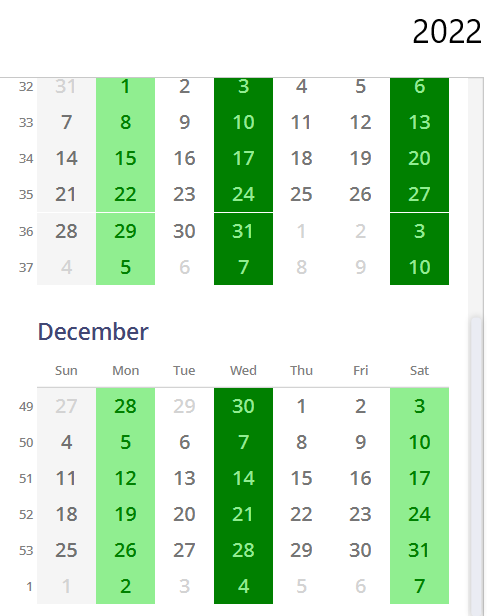 2022
32 31 1 2 3 4 5 6
33 7 8 9 10 11 12 13
34 14 15 16 17 18 19 20
35 21 22 23 24 25 26 27
36 28 29 30 31 1 2 3
37 4 5 6 7 8 9 10
December
Sun Mon Tue Wed Thu Fri Sat
49 27 28 29 30 1 2 3
50 4 5 6 7 8 9 10
51 11 12 13 14 15 16 17
52 18 19 20 21 22 23 24
53 25 26 27 28 29 30 31
1 1 2 3 4 5 6 7